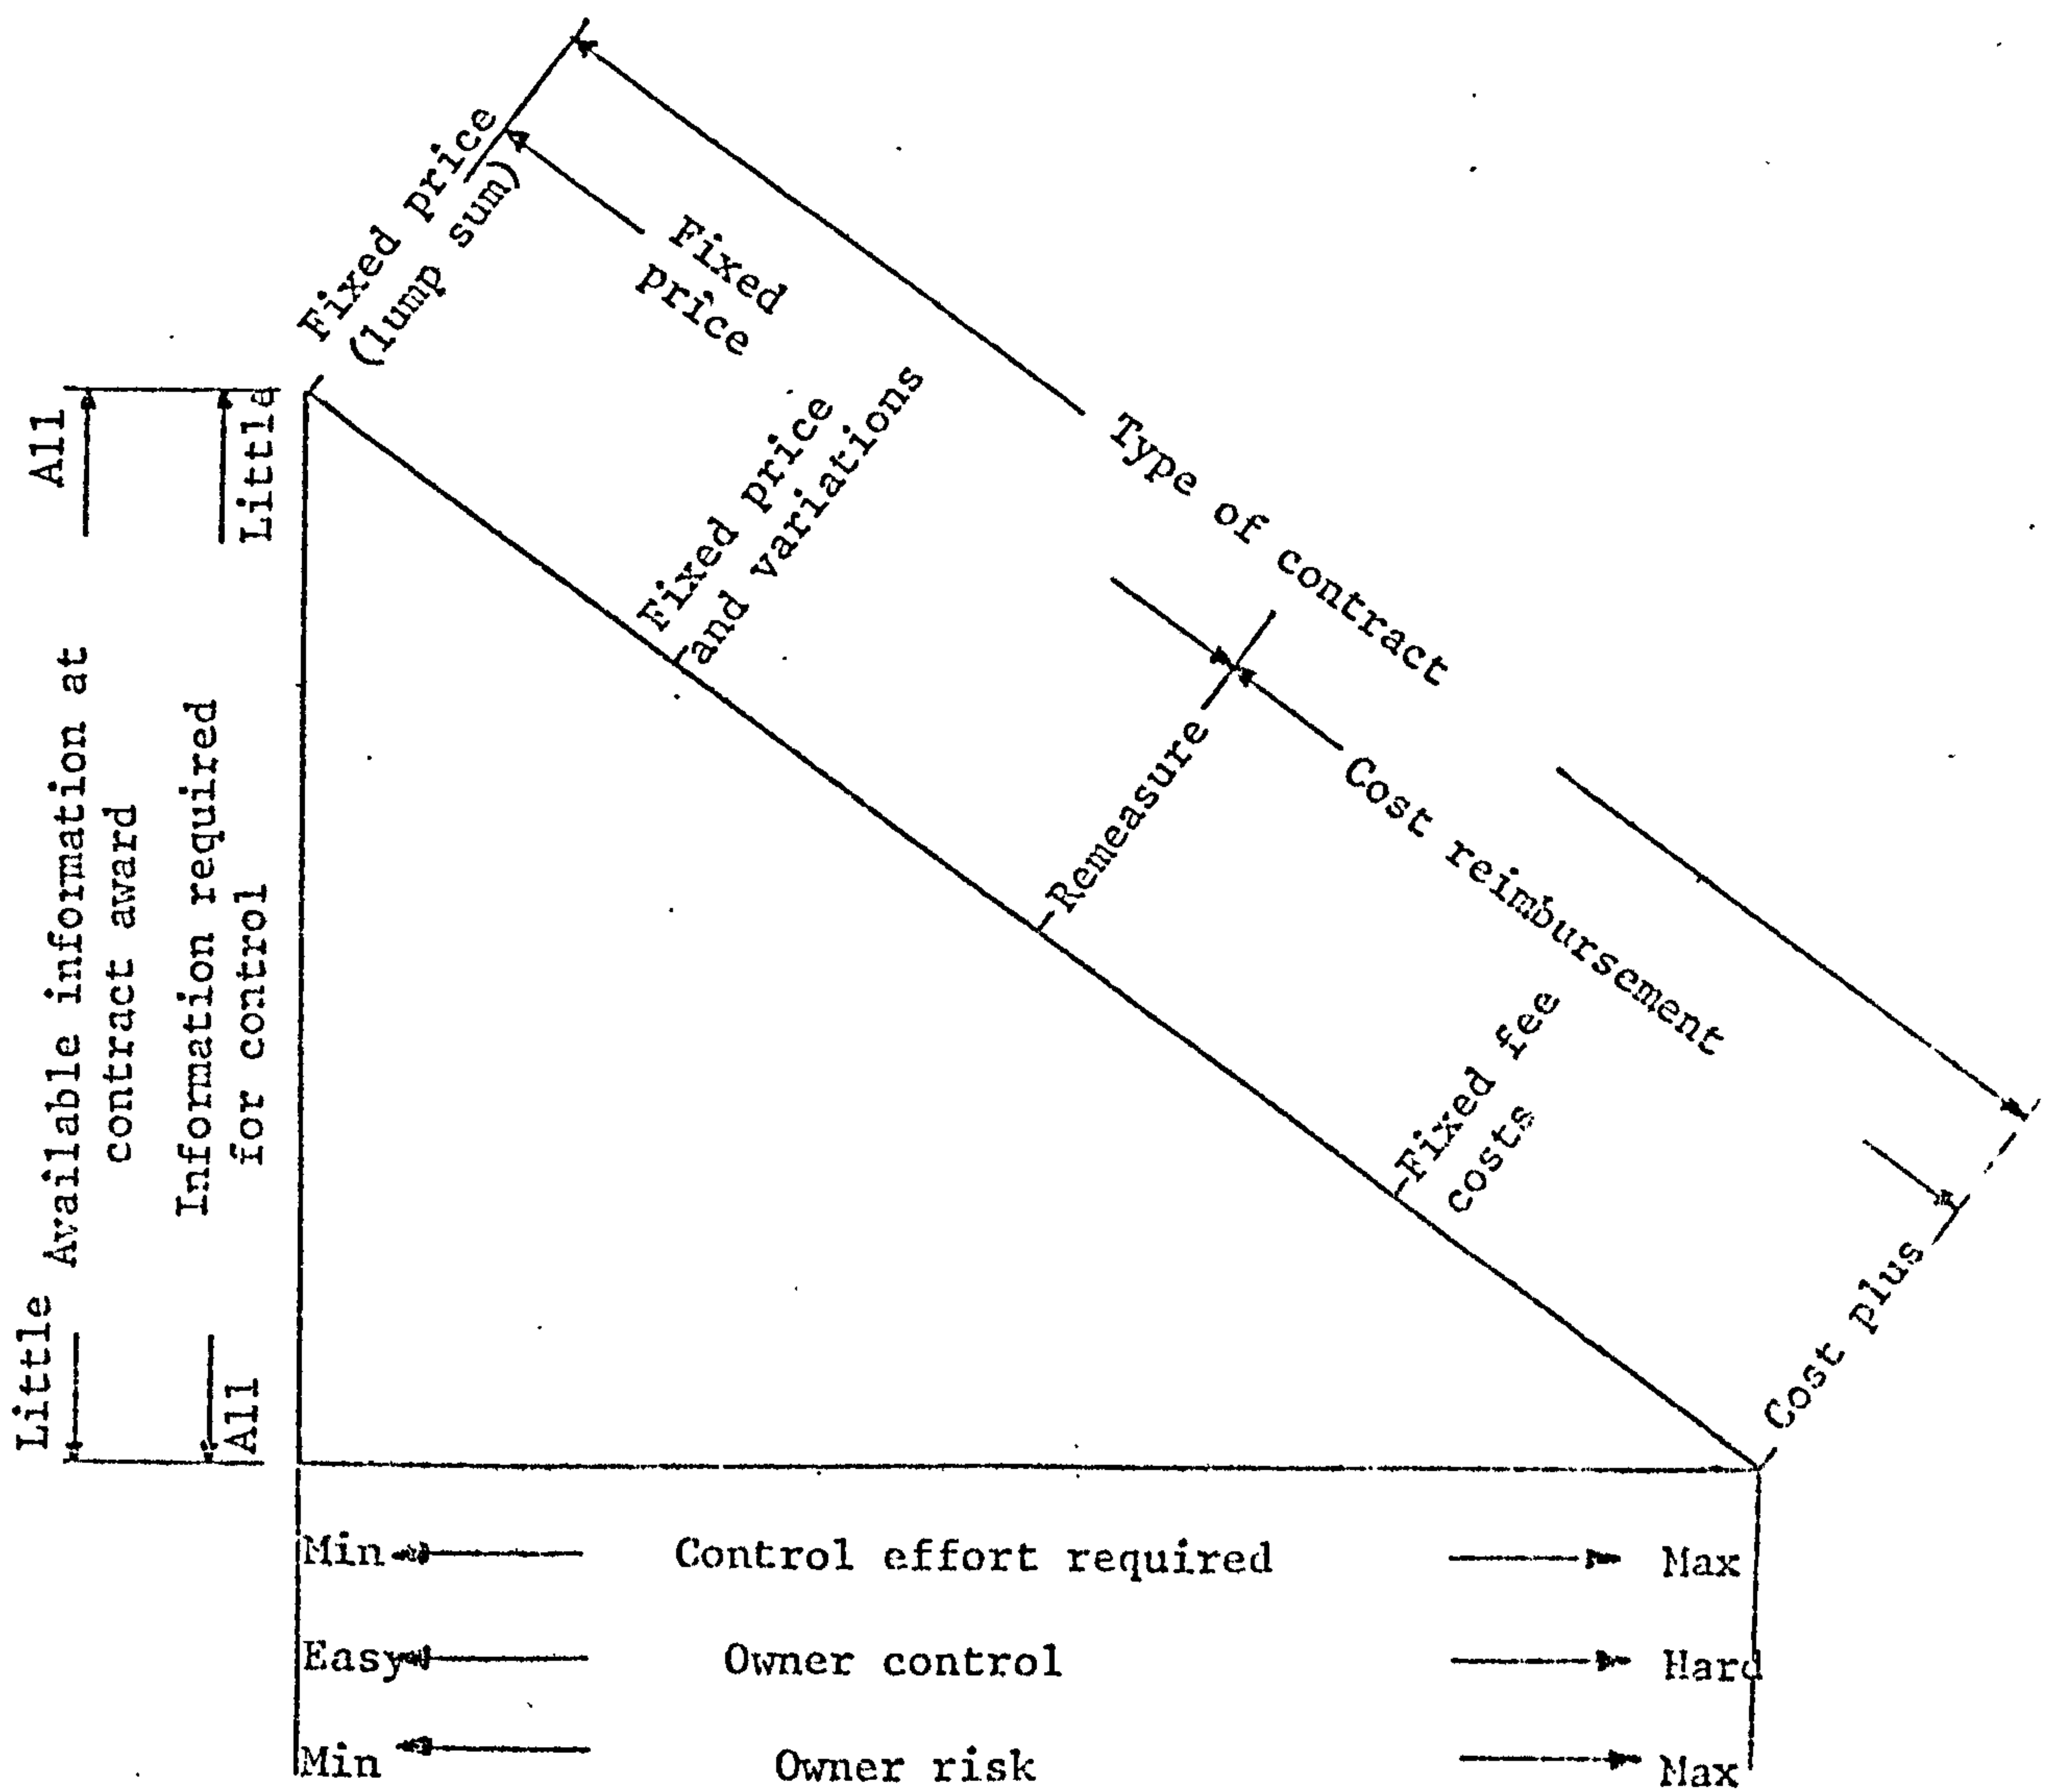 Fixed price
(lump sum)
Fixed
price
Type of contract
Fixed price
and variations
Remeasure
Cost reimbursement
Fixed fee
costs
Cost plus
All
Little
Available information at
contract award
Information required
for control
Little
All
Min
Control effort required
Max
Easy
Owner control
Hard
Min
Owner risk
Max